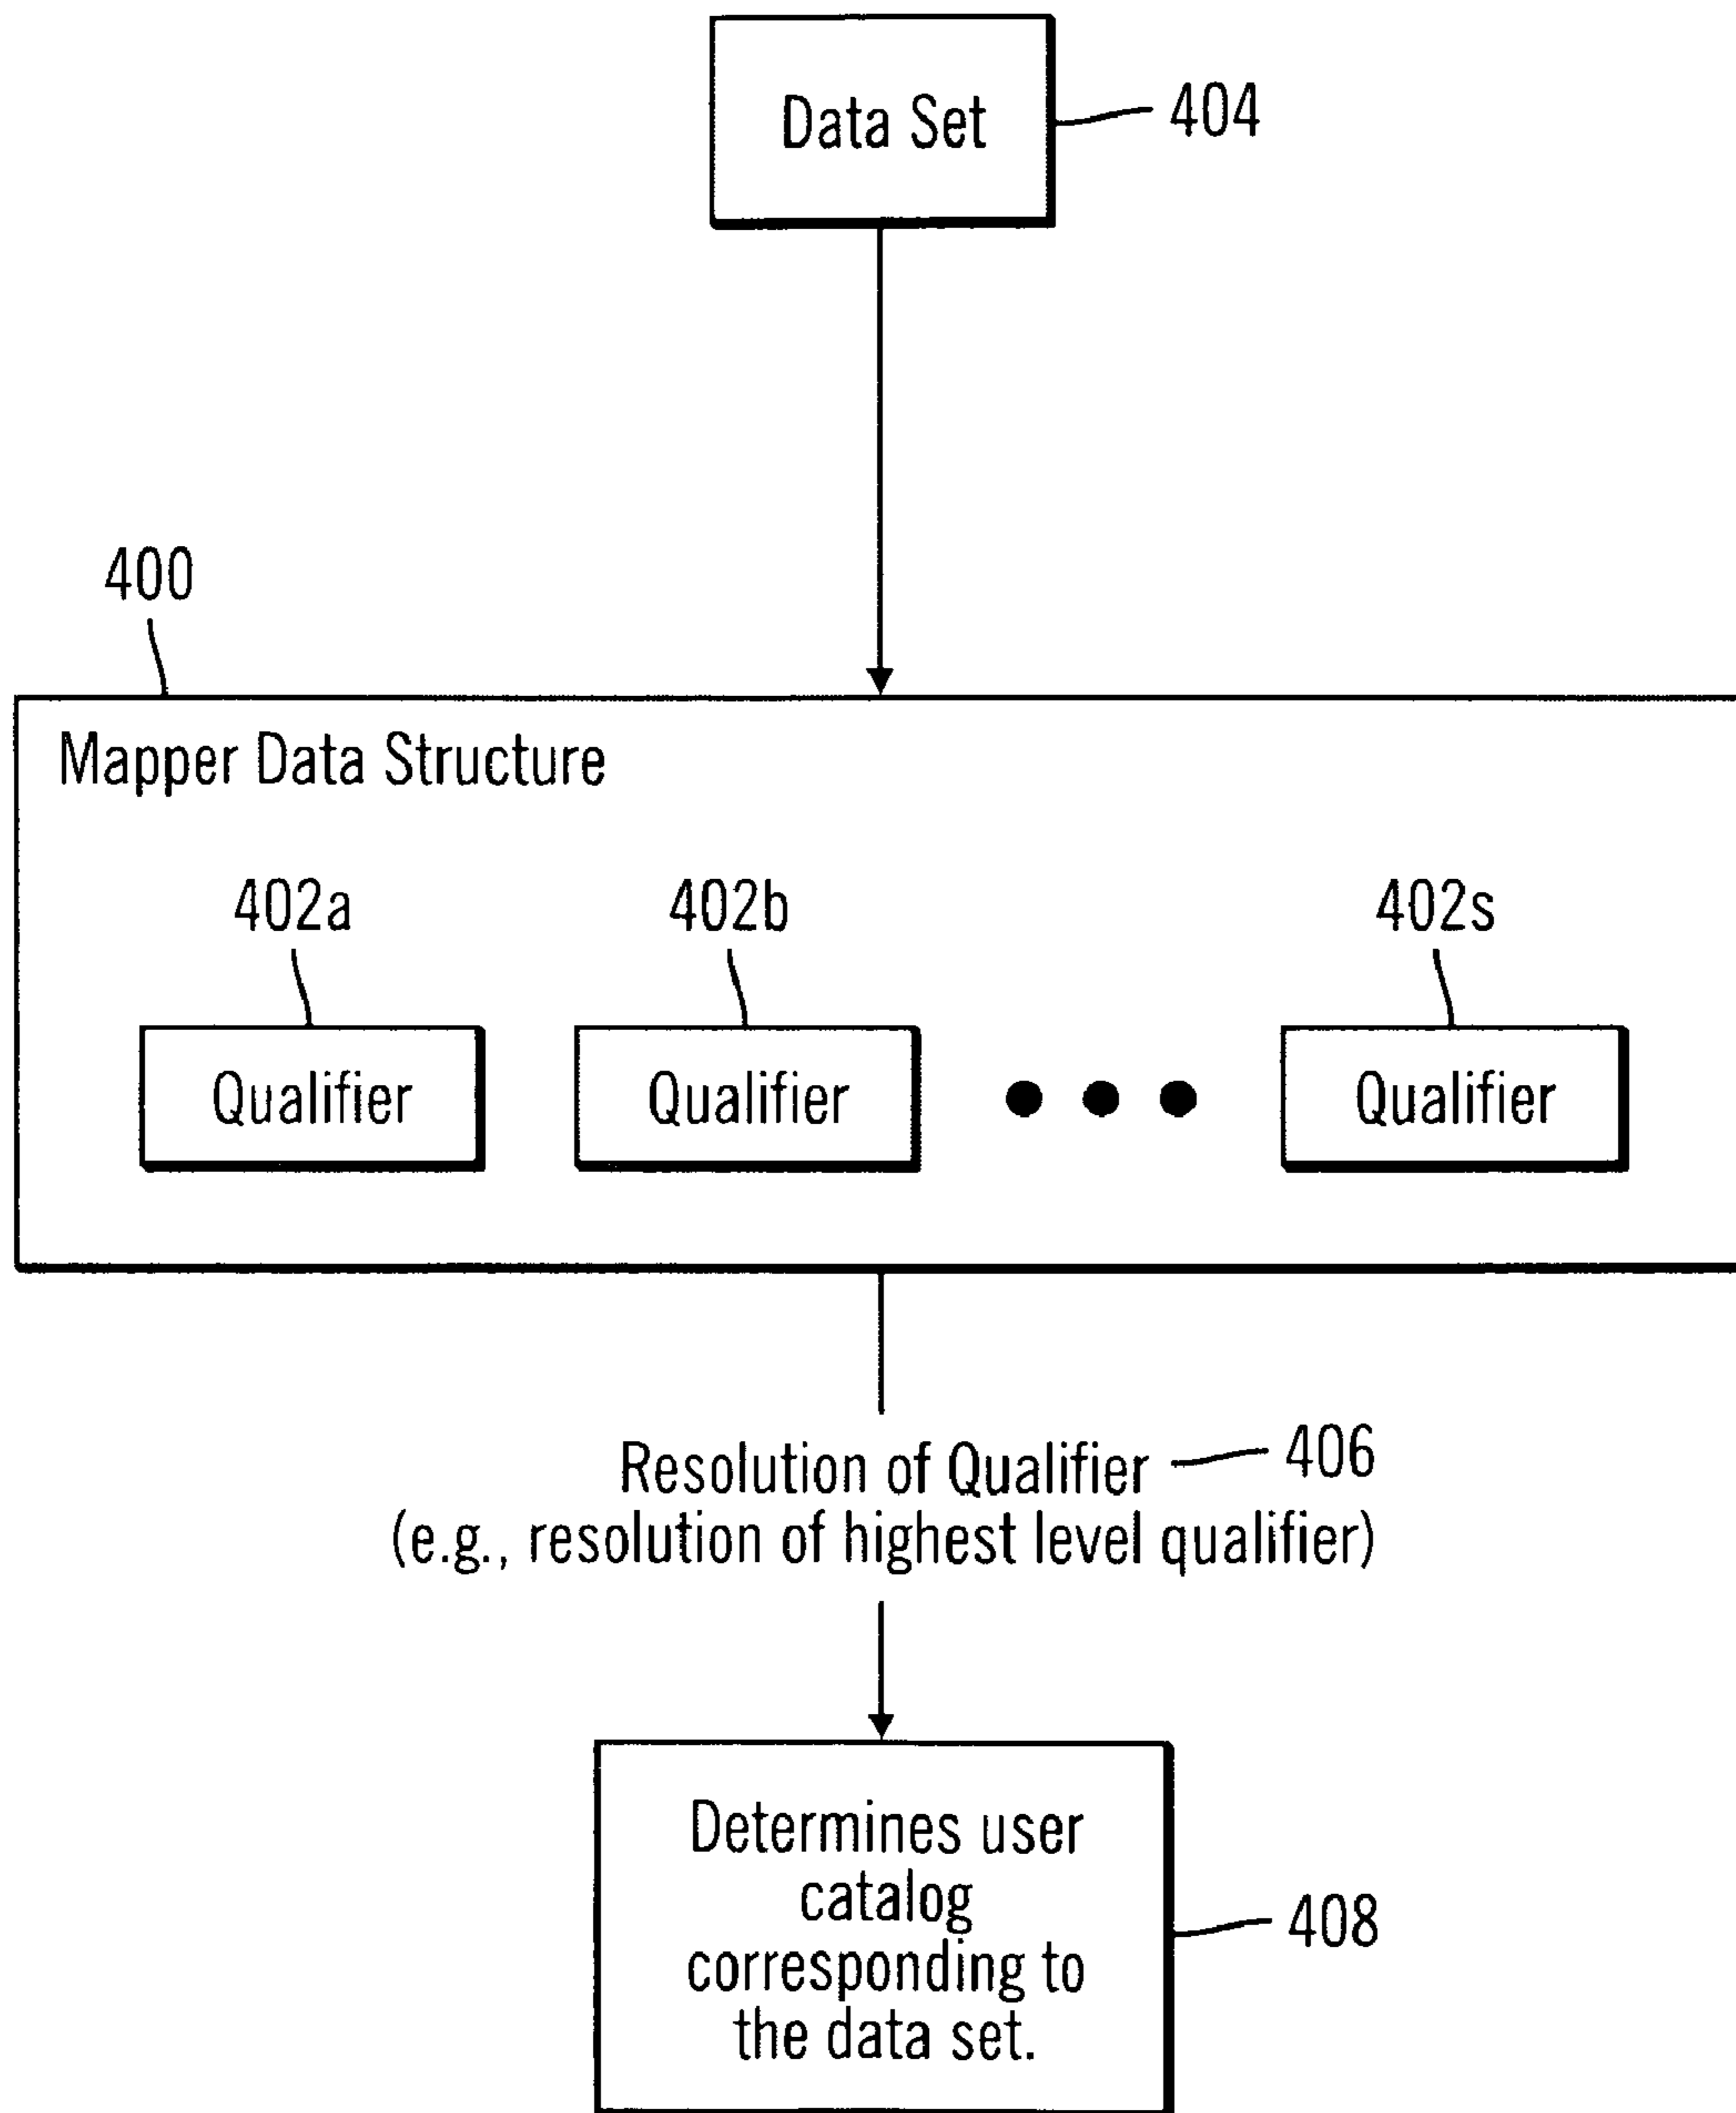 Data Set
404
400
Mapper Data Structure
402a
402b
402s
Qualifier
Qualifier
Qualifier
Resolution of Qualifier
406
(e.g., resolution of highest level qualifier)
Determines user
catalog
corresponding to
the data set.
408